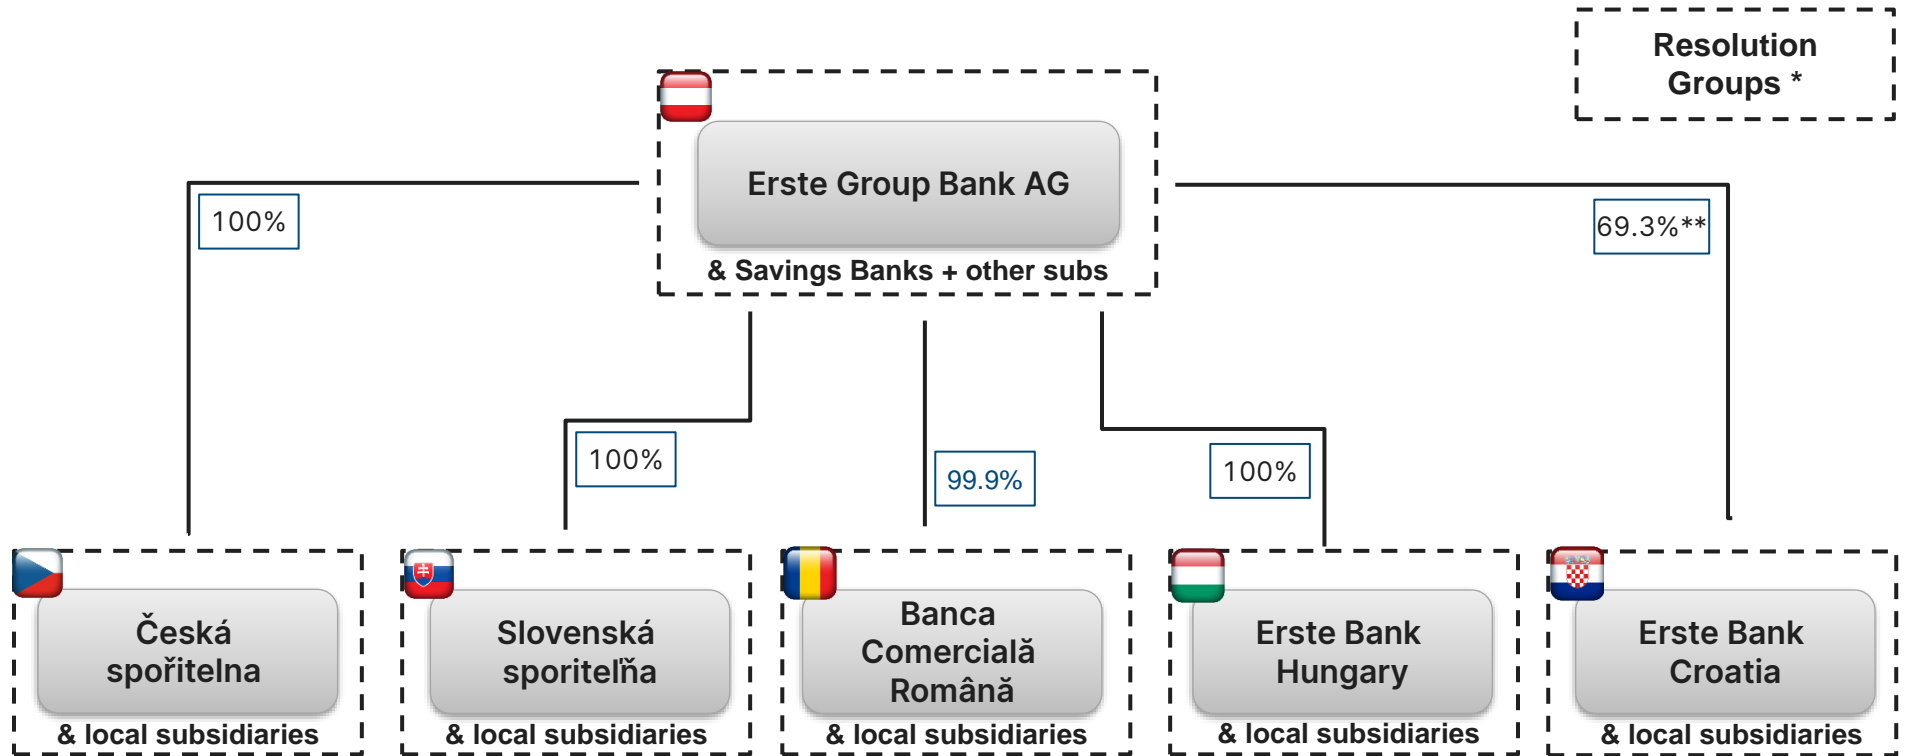 Resolution
Groups *
Erste Group Bank AG
& Savings Banks + other subs
100%
69.3%**
100%
99.9%
100%
Česká
spořitelna
& local subsidiaries
Slovenská
sporiteľňa
& local subsidiaries
Banca
Comercială
Română
& local subsidiaries
Erste Bank
Hungary
& local subsidiaries
Erste Bank
Croatia
& local subsidiaries